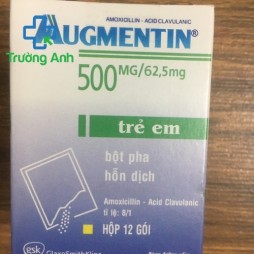 Trường Anh
AMOXICILLIN - ACID CLAVULANIC
AUGMENTIN®
500 MG/62,5mg
trẻ em
bột pha
hỗn dịch
Amoxicillin - Acid Clavulanic
tỉ lệ: 8/1
HỘP 12 GÓI
gsk GlaxoSmithKline